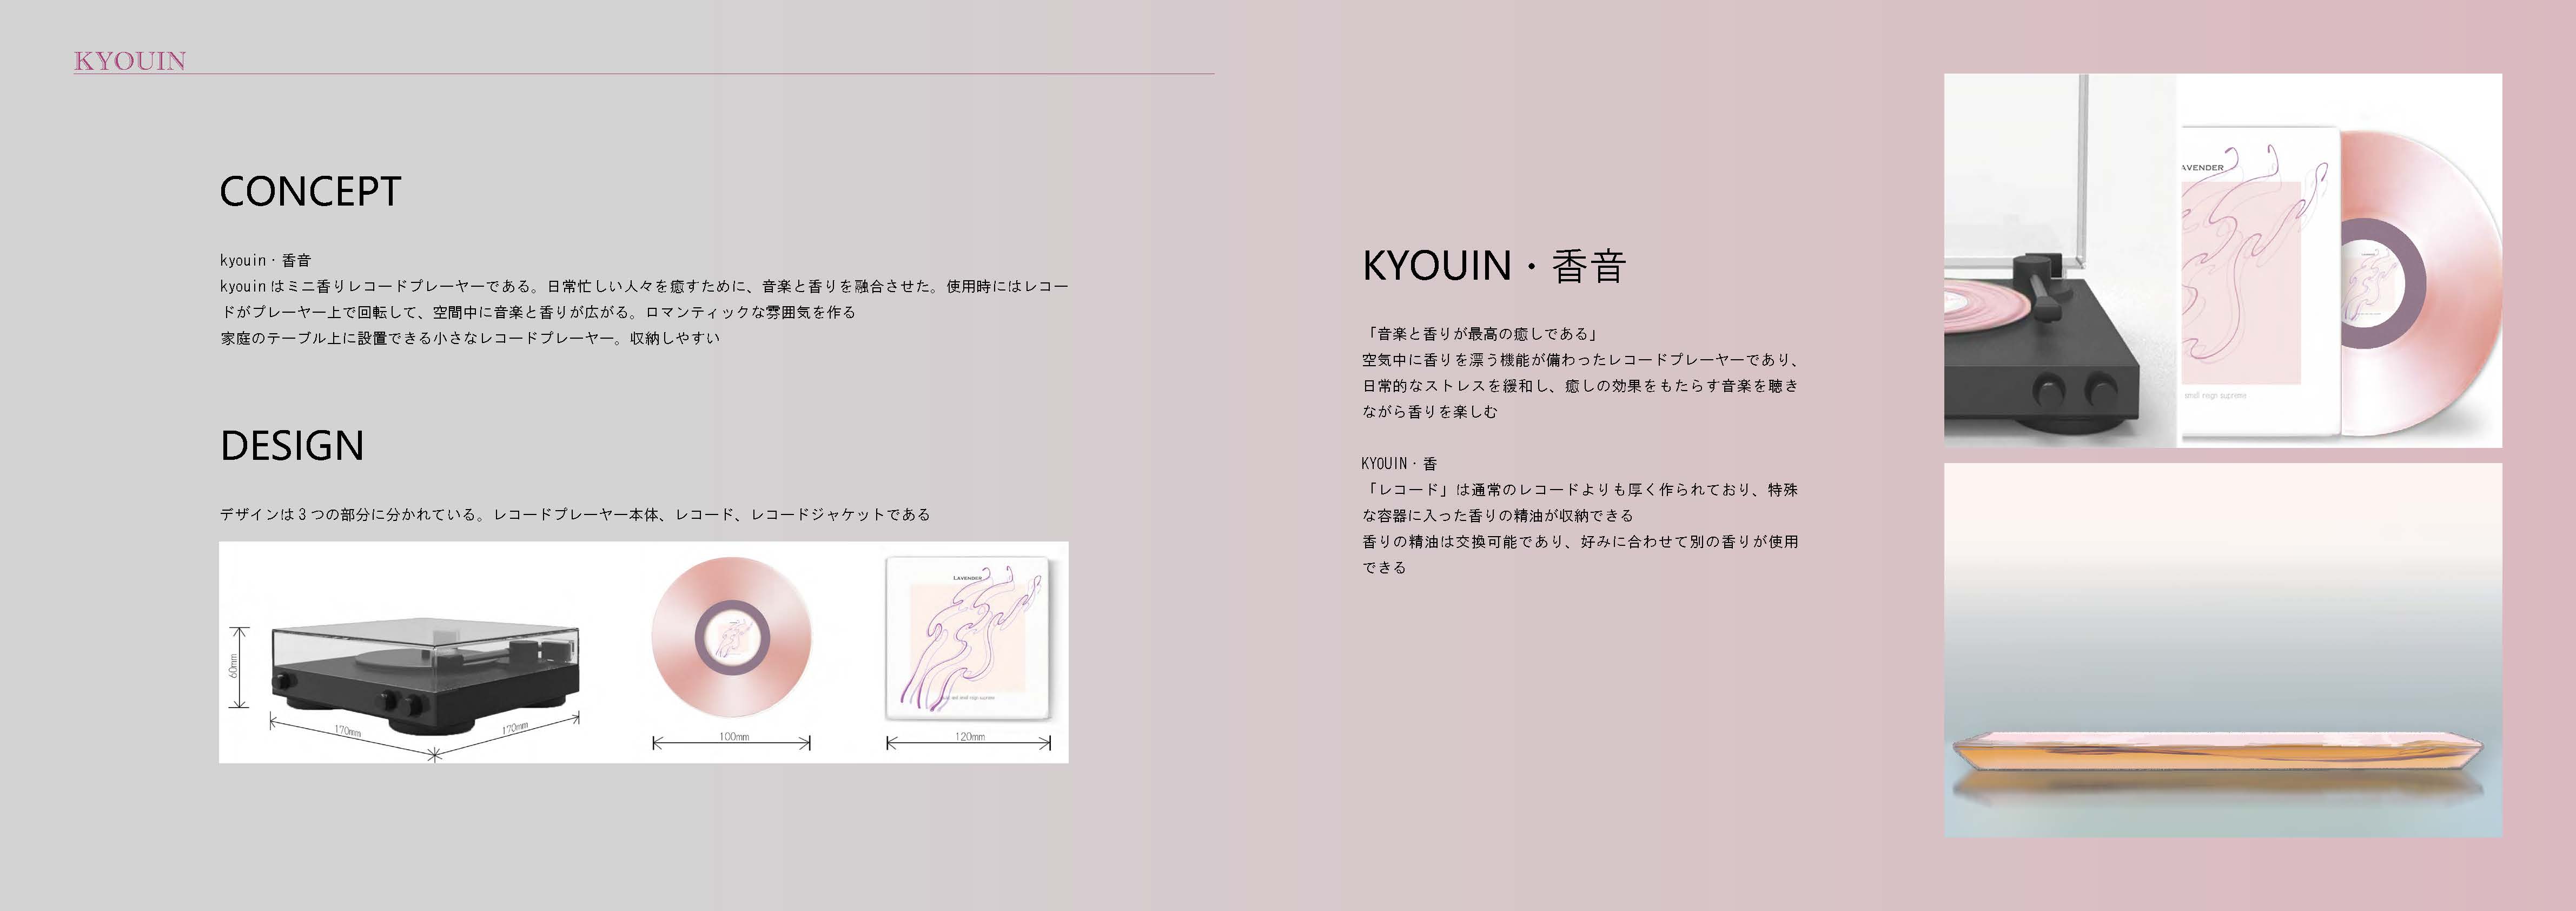 KYOUIN
CONCEPT
kyouin・香音
kyouinはミニ香りレコードプレーヤーである。日常忙しい人々を癒すために、音楽と香りを融合させた。使用時にはレコー
ドがプレーヤー上で回転して、空間中に音楽と香りが広がる。ロマンティックな雰囲気を作る
家庭のテーブル上に設置できる小さなレコードプレーヤー。収納しやすい
DESIGN
デザインは3つの部分に分かれている。レコードプレーヤー本体、レコード、レコードジャケットである
60mm
170mm
170mm
100mm
LAVENDER
small reign supreme
120mm
KYOUIN・香音
「音楽と香りが最高の癒しである」
空気中に香りを漂う機能が備わったレコードプレーヤーであり、
日常的なストレスを緩和し、癒しの効果をもたらす音楽を聴き
ながら香りを楽しむ
KYOUIN・香
「レコード」は通常のレコードよりも厚く作られており、特殊
な容器に入った香りの精油が収納できる
香りの精油は交換可能であり、好みに合わせて別の香りが使用
できる
AVENDER
small reign supreme